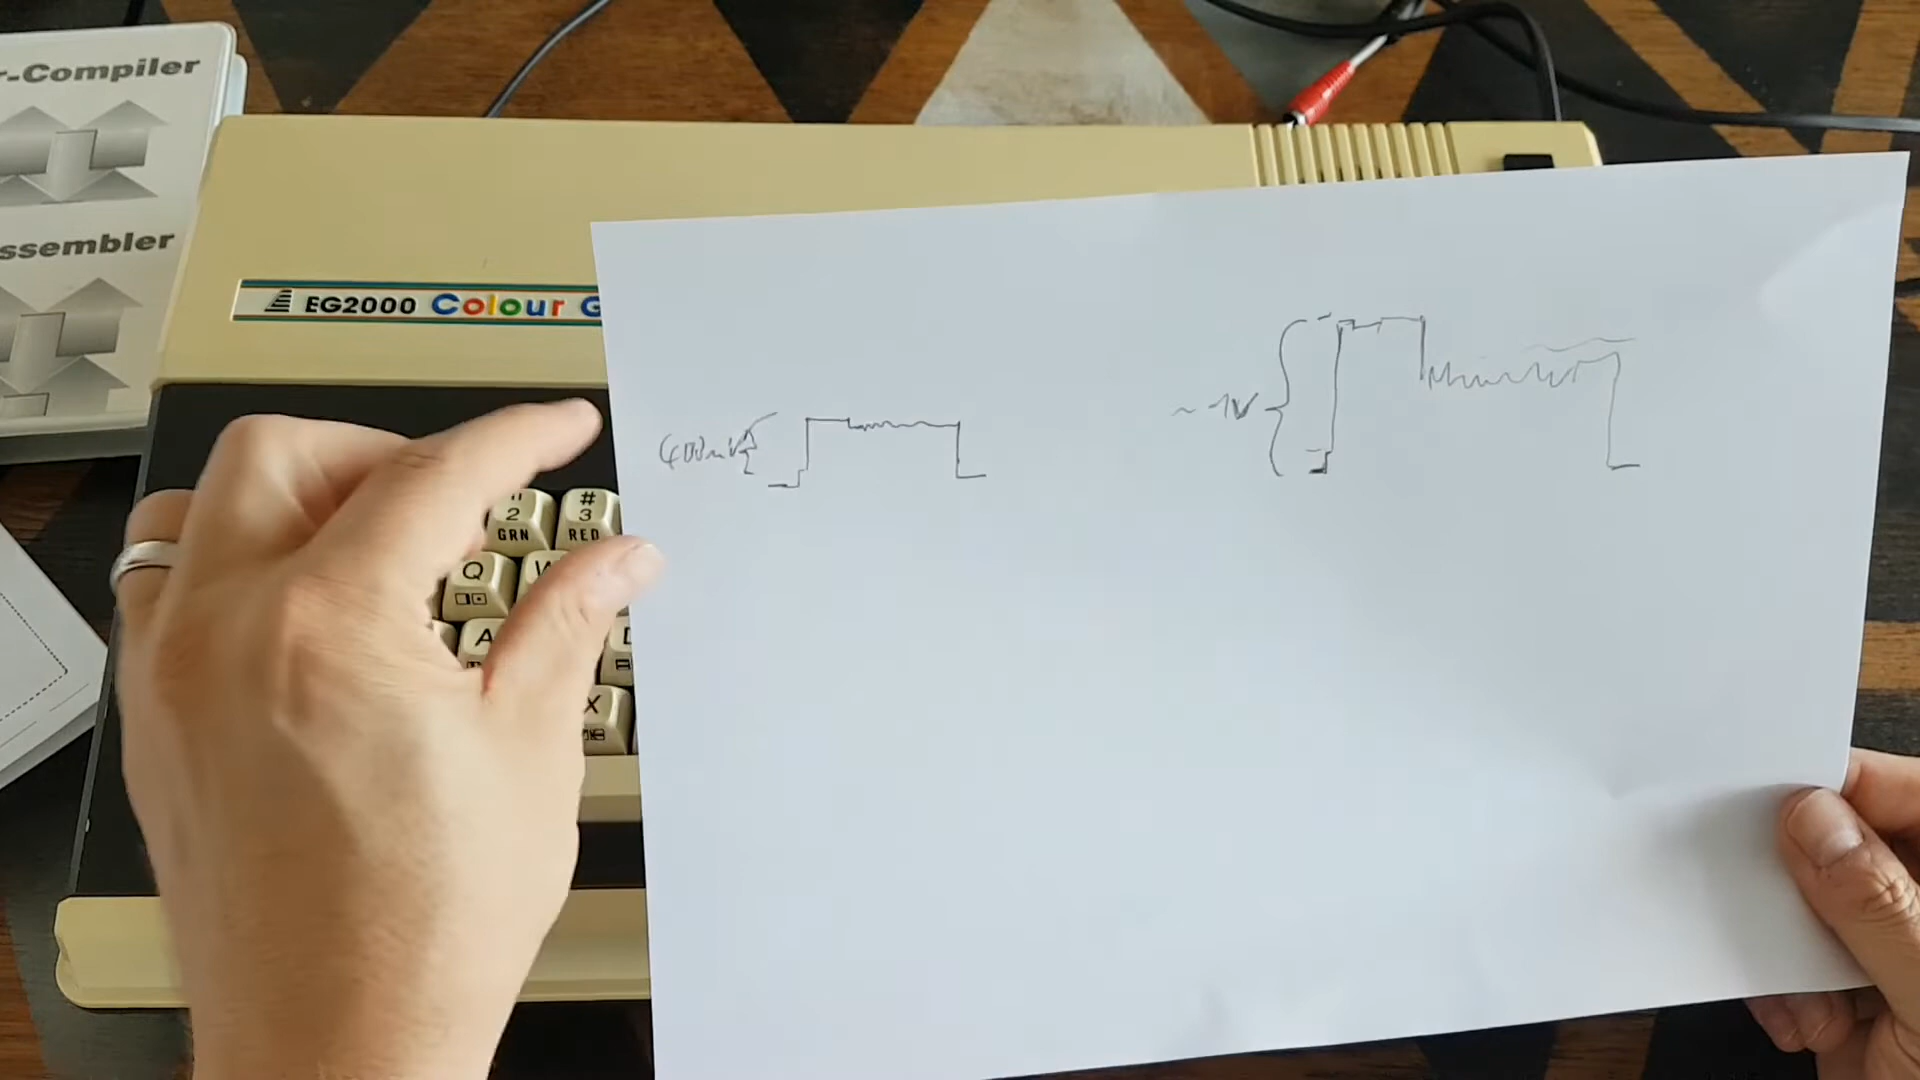 r-Compiler
ssembler
EG2000 Colour G
400mV
~1V
"
2
GRN
#
3
RED
Q
W
A
D
X